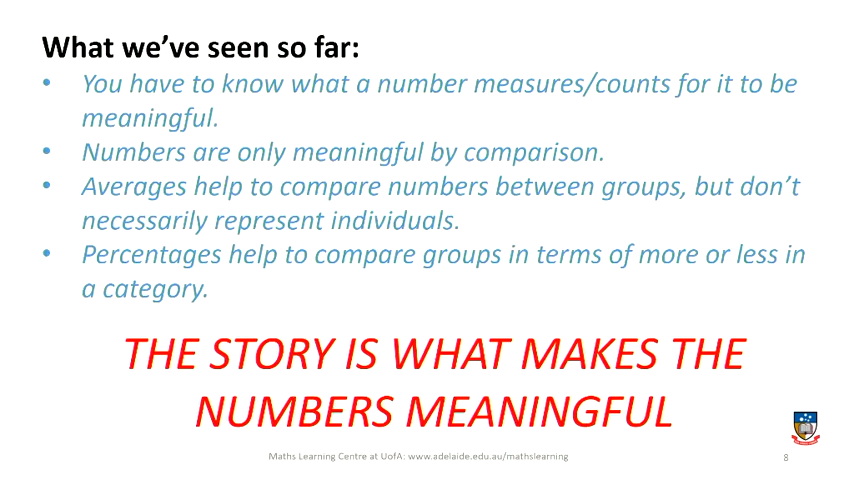 What we've seen so far:
• You have to know what a number measures/counts for it to be
meaningful.
• Numbers are only meaningful by comparison.
• Averages help to compare numbers between groups, but don't
necessarily represent individuals.
• Percentages help to compare groups in terms of more or less in
a category.
THE STORY IS WHAT MAKES THE
NUMBERS MEANINGFUL
Maths Learning Centre at UofA: www.adelaide.edu.au/mathslearning
8